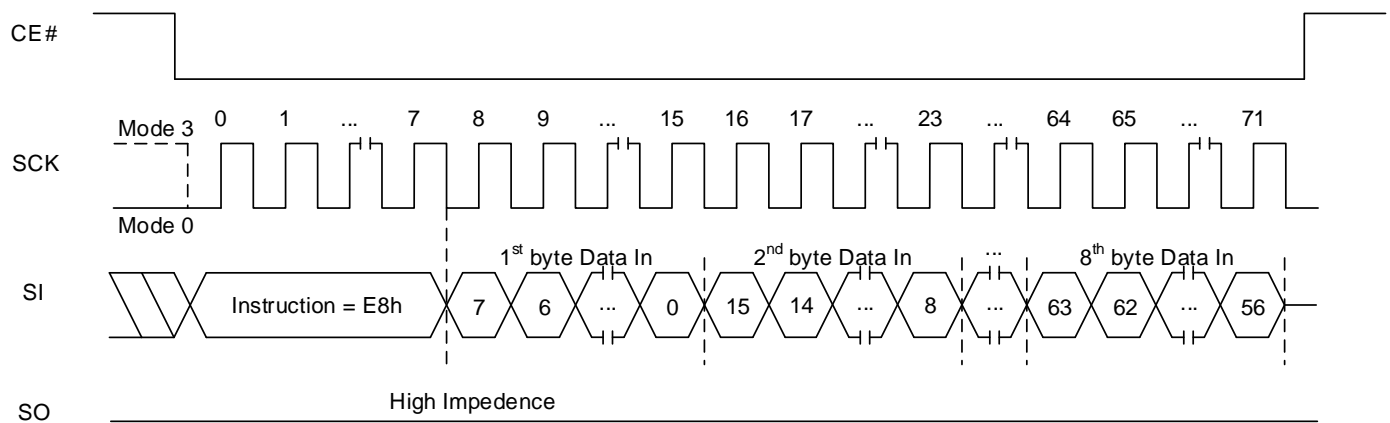 CE#
Mode 3 0 1 ... 7 8 9 ... 15 16 17 ... 23 ... 64 65 ... 71
SCK
Mode 0
1st byte Data In 2nd byte Data In ... 8th byte Data In
SI Instruction = E8h 7 6 ... 0 15 14 ... 8 ... 63 62 ... 56
High Impedence
SO